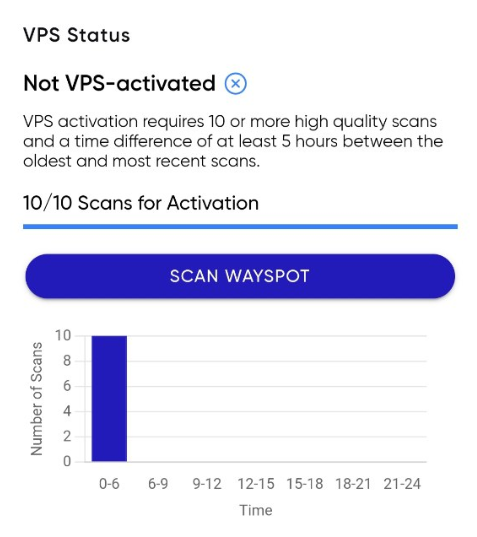 VPS Status
Not VPS-activated
VPS activation requires 10 or more high quality scans
and a time difference of at least 5 hours between the
oldest and most recent scans.
10/10 Scans for Activation
SCAN WAYSPOT
Number of Scans
10
8
6
4
2
0
0-6 6-9 9-12 12-15 15-18 18-21 21-24
Time